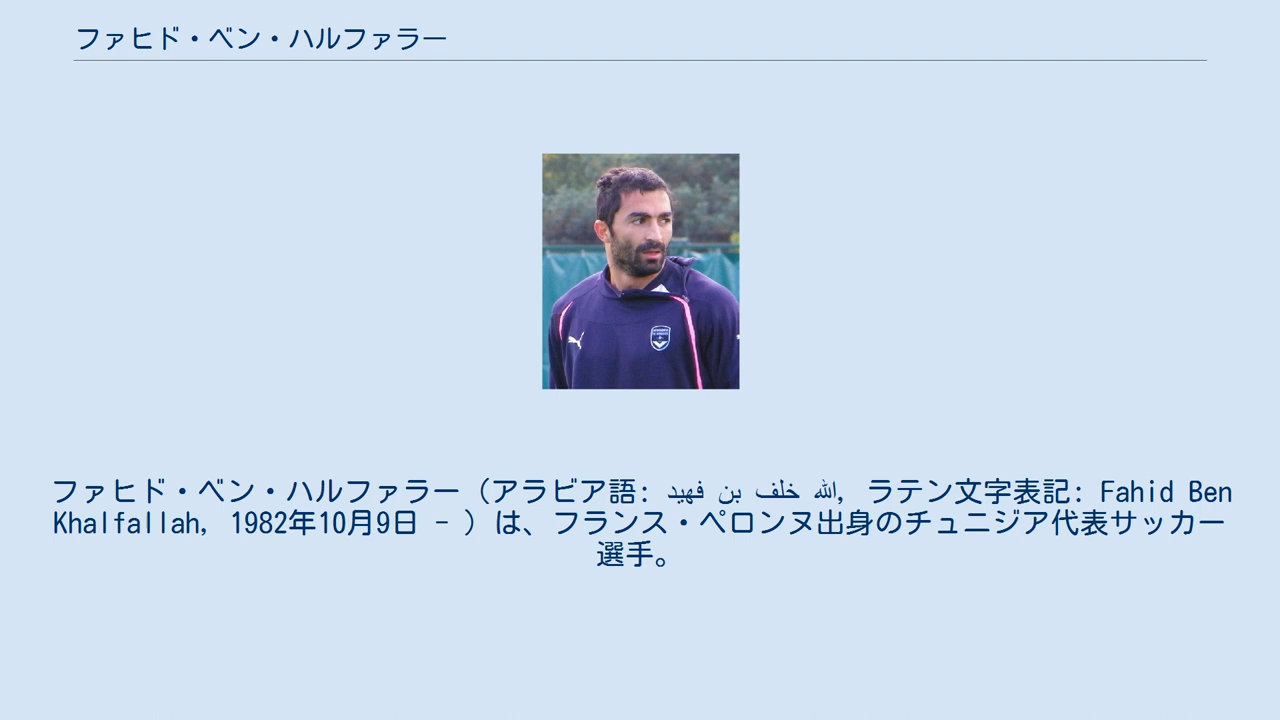 ファヒド・ベン・ハルファラー
ファヒド・ベン・ハルファラー（アラビア語: فهيد بن خلف الله, ラテン文字表記: Fahid Ben
Khalfallah, 1982年10月9日 - ）は、フランス・ペロンヌ出身のチュニジア代表サッカー
選手。